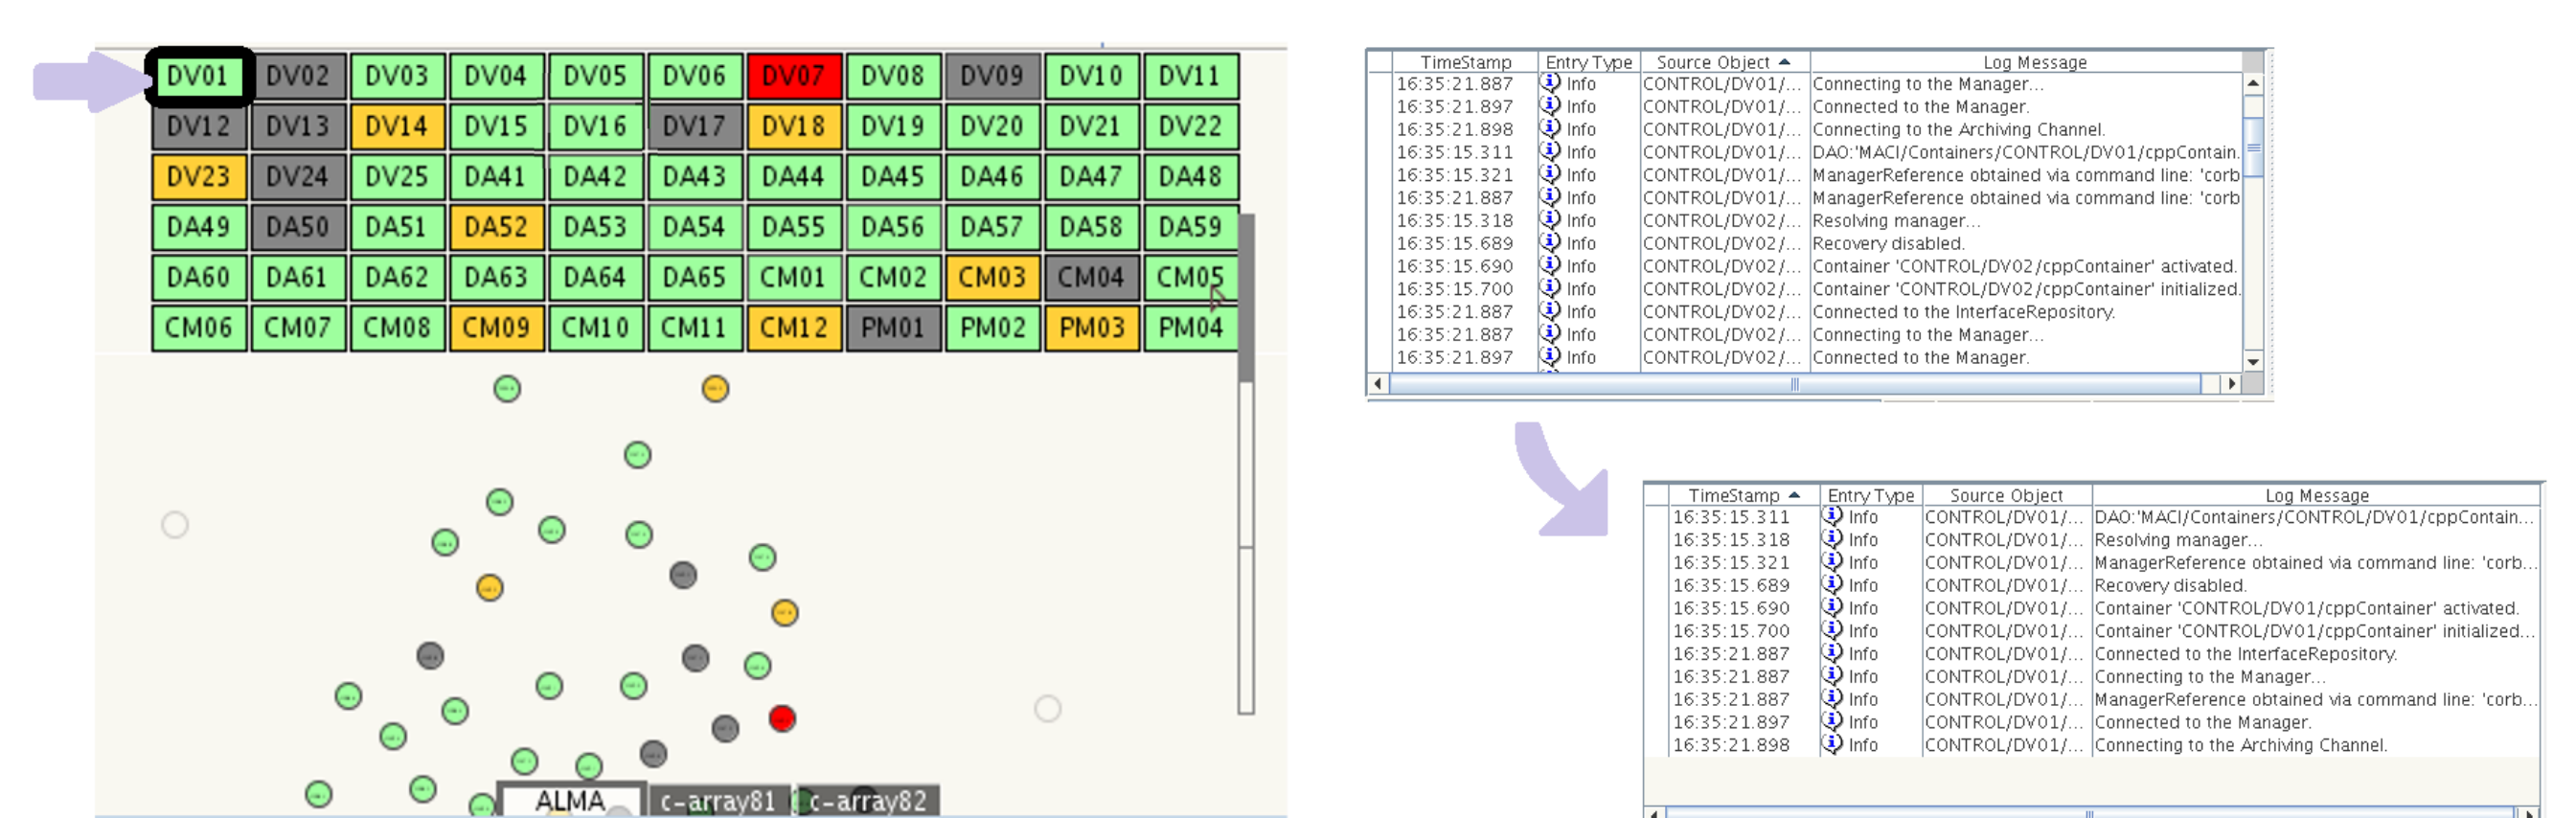 DV01 DV02 DV03 DV04 DV05 DV06 DV07 DV08 DV09 DV10 DV11
DV12 DV13 DV14 DV15 DV16 DV17 DV18 DV19 DV20 DV21 DV22
DV23 DV24 DV25 DA41 DA42 DA43 DA44 DA45 DA46 DA47 DA48
DA49 DA50 DA51 DA52 DA53 DA54 DA55 DA56 DA57 DA58 DA59
DA60 DA61 DA62 DA63 DA64 DA65 CM01 CM02 CM03 CM04 CM05
CM06 CM07 CM08 CM09 CM10 CM11 CM12 PM01 PM02 PM03 PM04
ALMA c-array81 c-array82
TimeStamp Entry Type Source Object Log Message
16:35:21.887 Info CONTROL/DV01/... Connecting to the Manager...
16:35:21.897 Info CONTROL/DV01/... Connected to the Manager.
16:35:21.898 Info CONTROL/DV01/... Connecting to the Archiving Channel.
16:35:15.311 Info CONTROL/DV01/... DAO:'MACI/Containers/CONTROL/DV01/cppContain.
16:35:15.321 Info CONTROL/DV01/... ManagerReference obtained via command line: 'corb
16:35:21.887 Info CONTROL/DV01/... ManagerReference obtained via command line: 'corb
16:35:15.318 Info CONTROL/DV02/... Resolving manager...
16:35:15.689 Info CONTROL/DV02/... Recovery disabled.
16:35:15.690 Info CONTROL/DV02/... Container 'CONTROL/DV02/cppContainer' activated.
16:35:15.700 Info CONTROL/DV02/... Container 'CONTROL/DV02/cppContainer' initialized.
16:35:21.887 Info CONTROL/DV02/... Connected to the InterfaceRepository.
16:35:21.887 Info CONTROL/DV02/... Connecting to the Manager...
16:35:21.897 Info CONTROL/DV02/... Connected to the Manager.
TimeStamp Entry Type Source Object Log Message
16:35:15.311 Info CONTROL/DV01/... DAO:'MACI/Containers/CONTROL/DV01/cppContain...
16:35:15.318 Info CONTROL/DV01/... Resolving manager...
16:35:15.321 Info CONTROL/DV01/... ManagerReference obtained via command line: 'corb...
16:35:15.689 Info CONTROL/DV01/... Recovery disabled.
16:35:15.690 Info CONTROL/DV01/... Container 'CONTROL/DV01/cppContainer' activated.
16:35:15.700 Info CONTROL/DV01/... Container 'CONTROL/DV01/cppContainer' initialized...
16:35:21.887 Info CONTROL/DV01/... Connected to the InterfaceRepository.
16:35:21.887 Info CONTROL/DV01/... Connecting to the Manager...
16:35:21.887 Info CONTROL/DV01/... ManagerReference obtained via command line: 'corb...
16:35:21.897 Info CONTROL/DV01/... Connected to the Manager.
16:35:21.898 Info CONTROL/DV01/... Connecting to the Archiving Channel.